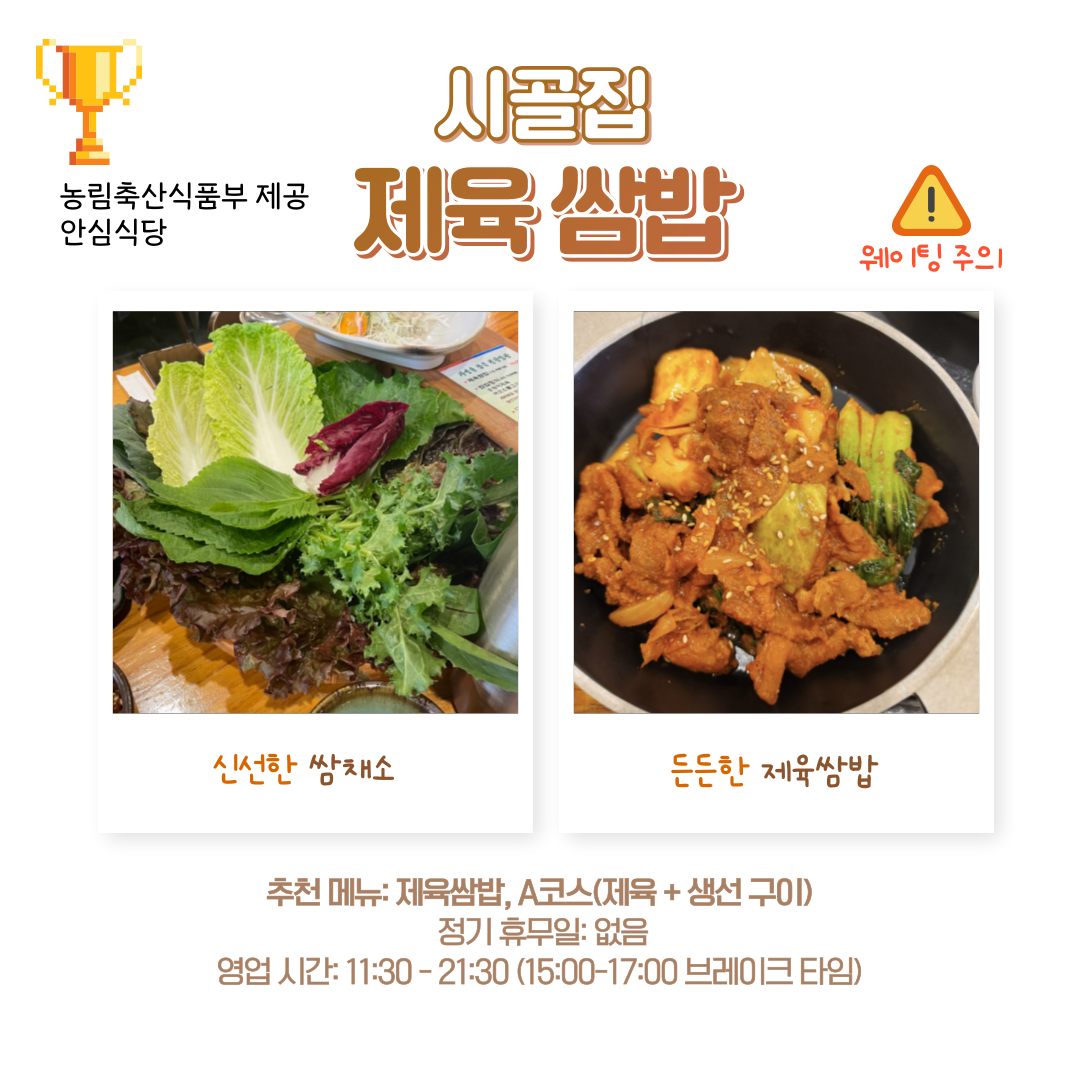 시골집
제육 쌈밥
농림축산식품부 제공
안심식당
웨이팅 주의
신선한 쌈채소
든든한 제육쌈밥
추천 메뉴: 제육쌈밥, A코스(제육 + 생선 구이)
정기 휴무일: 없음
영업 시간: 11:30 - 21:30 (15:00-17:00 브레이크 타임)